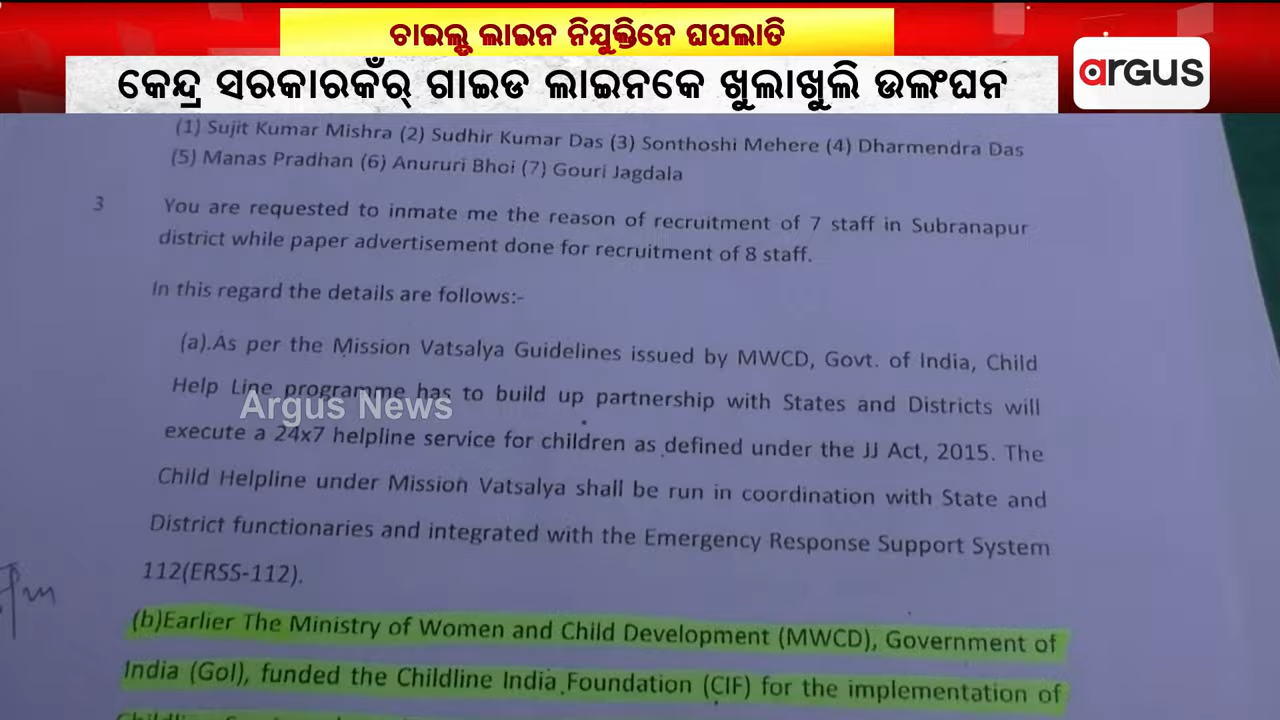 ଚାଇଲ୍ଡ ଲାଇନ ନିଯୁକ୍ତିନେ ଘପଲାତି
କେନ୍ଦ୍ର ସରକାରକଁର୍ ଗାଇଡ ଲାଇନକେ ଖୁଲାଖୁଲି ଉଲଂଘନ
argus
(1) Sujit Kumar Mishra (2) Sudhir Kumar Das (3) Sonthoshi Mehere (4) Dharmendra Das
(5) Manas Pradhan (6) Anururi Bhoi (7) Gouri Jagdala
3 You are requested to inmate me the reason of recruitment of 7 staff in Subranapur
district while paper advertisement done for recruitment of 8 staff.
In this regard the details are follows:-
(a).As per the Mission Vatsalya Guidelines issued by MWCD, Govt. of India, Child
Help Line programme has to build up partnership with States and Districts will
Argus News
execute a 24x7 helpline service for children as defined under the JJ Act, 2015. The
Child Helpline under Mission Vatsalya shall be run in coordination with State and
District functionaries and integrated with the Emergency Response Support System
112(ERSS-112).
(b)Earlier The Ministry of Women and Child Development (MWCD), Government of
India (GoI), funded the Childline India Foundation (CIF) for the implementation of